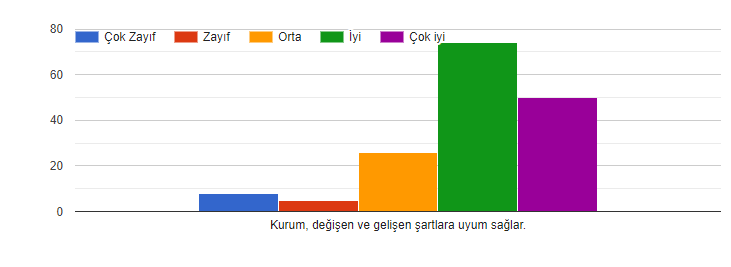 80
Çok Zayıf Zayıf Orta İyi Çok iyi
60
40
20
0
Kurum, değişen ve gelişen şartlara uyum sağlar.